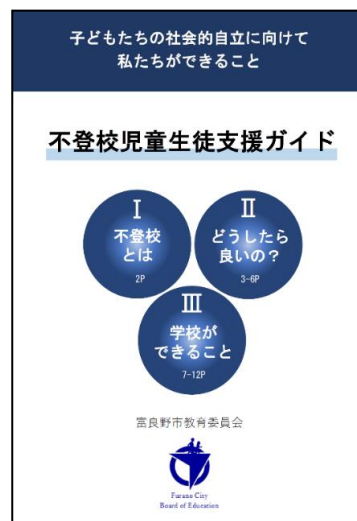 子どもたちの社会的自立に向けて
私たちができること
不登校児童生徒支援ガイド
Ⅰ
不登校
とは
2P
Ⅱ
どうしたら
良いの？
3-6P
Ⅲ
学校が
できること
7-12P
富良野市教育委員会
Furano City
Board of Education